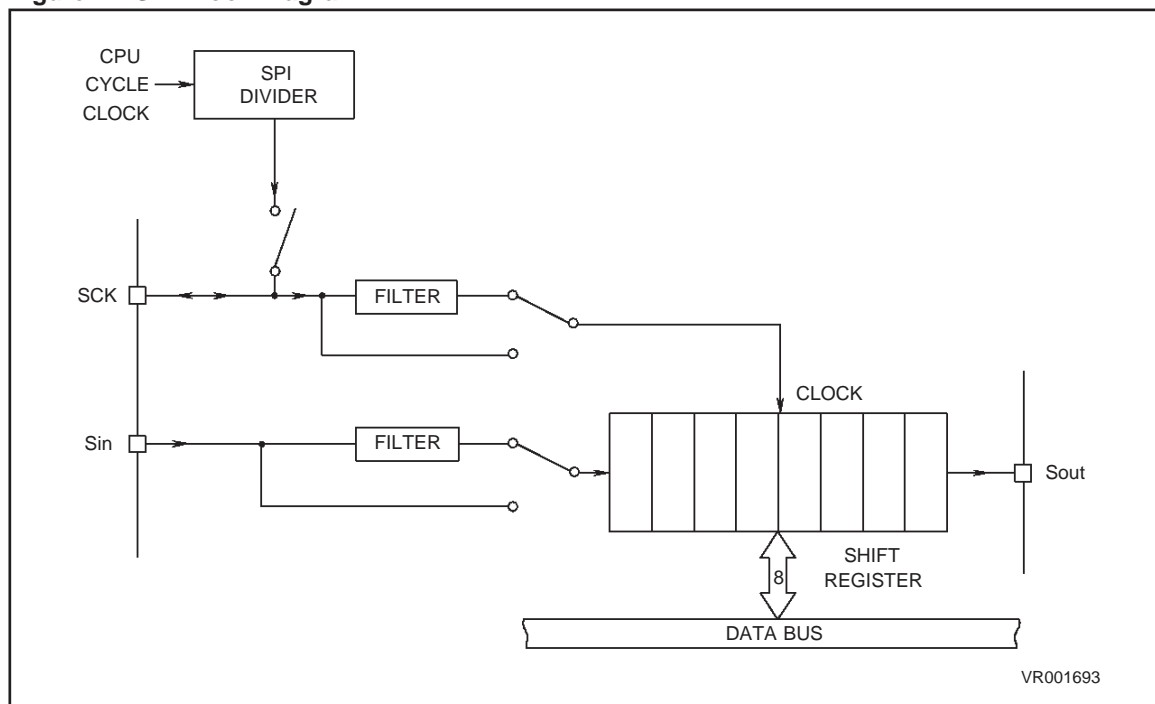 CPU
CYCLE
CLOCK
SPI
DIVIDER
SCK
FILTER
CLOCK
Sin
FILTER
Sout
SHIFT
REGISTER
8
DATA BUS
VR001693